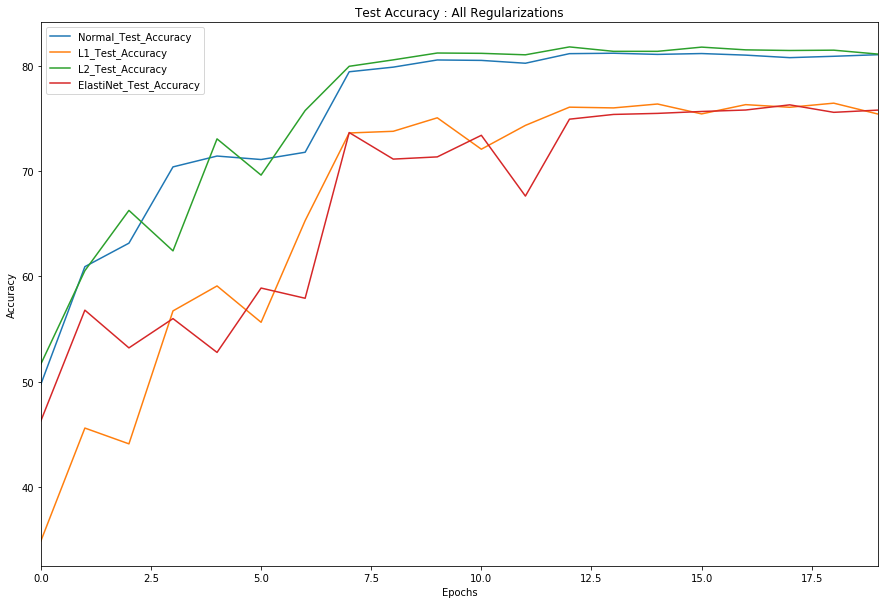 Test Accuracy : All Regularizations
Normal_Test_Accuracy
L1_Test_Accuracy
L2_Test_Accuracy
ElastiNet_Test_Accuracy
80
70
60
50
40
Accuracy
0.0 2.5 5.0 7.5 10.0 12.5 15.0 17.5
Epochs